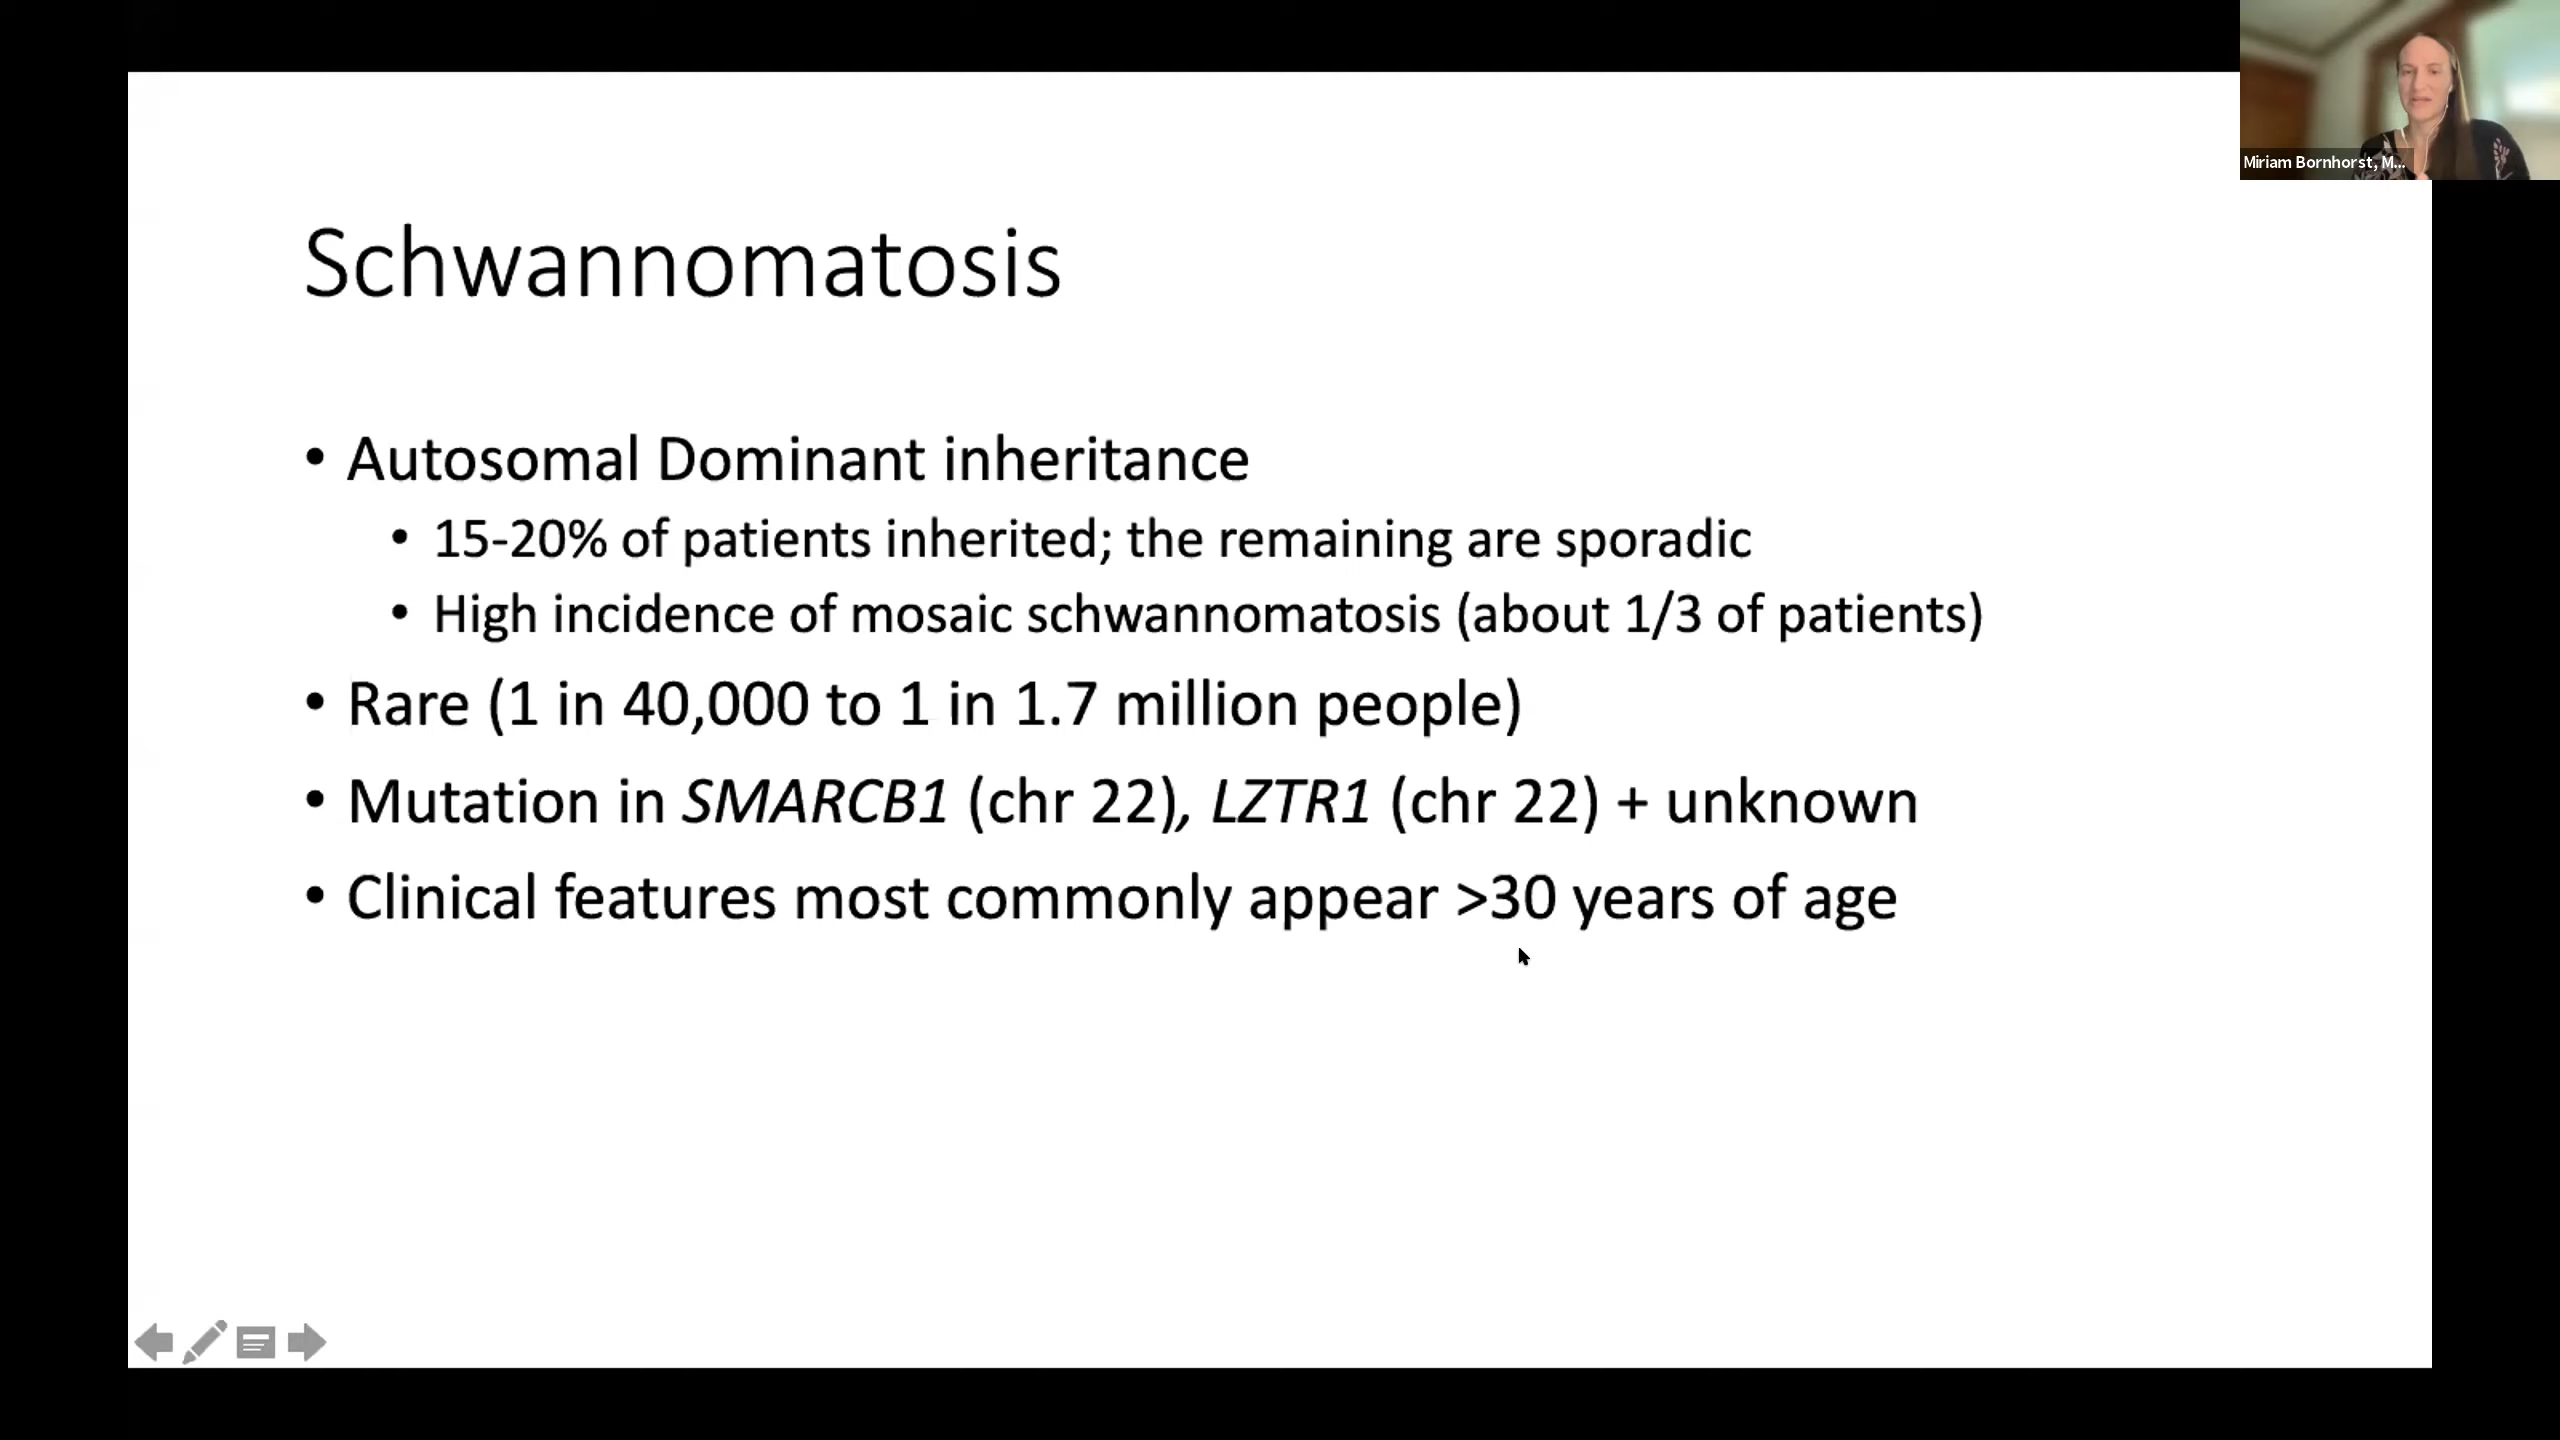 Miriam Bornhorst, M...
Schwannomatosis
• Autosomal Dominant inheritance
• 15-20% of patients inherited; the remaining are sporadic
• High incidence of mosaic schwannomatosis (about 1/3 of patients)
• Rare (1 in 40,000 to 1 in 1.7 million people)
• Mutation in SMARCB1 (chr 22), LZTR1 (chr 22) + unknown
• Clinical features most commonly appear >30 years of age